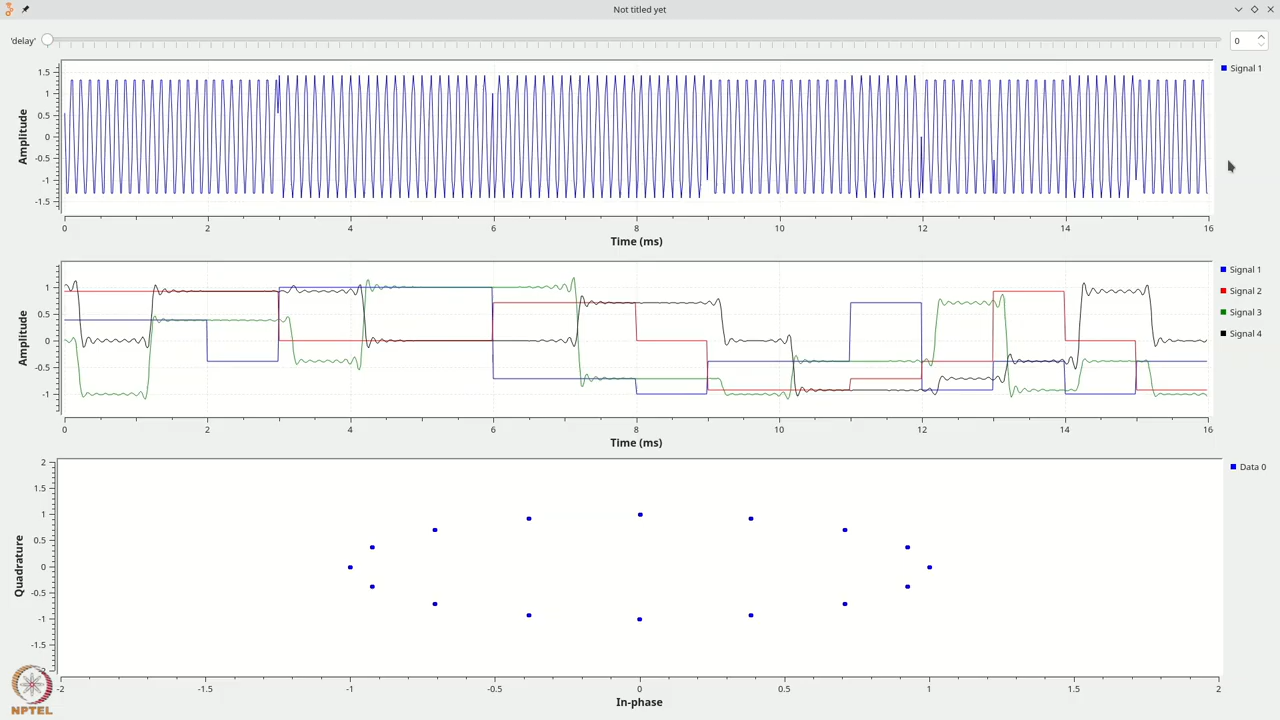 Not titled yet
'delay'
0
1.5
1
0.5
0
-0.5
-1
-1.5
Amplitude
0 2 4 6 8 10 12 14 16
Time (ms)
Signal 1
1
0.5
0
-0.5
-1
Amplitude
0 2 4 6 8 10 12 14 16
Time (ms)
Signal 1
Signal 2
Signal 3
Signal 4
2
1.5
1
0.5
0
-0.5
-1
-1.5
Quadrature
-2 -1.5 -1 -0.5 0 0.5 1 1.5 2
In-phase
Data 0
NPTEL